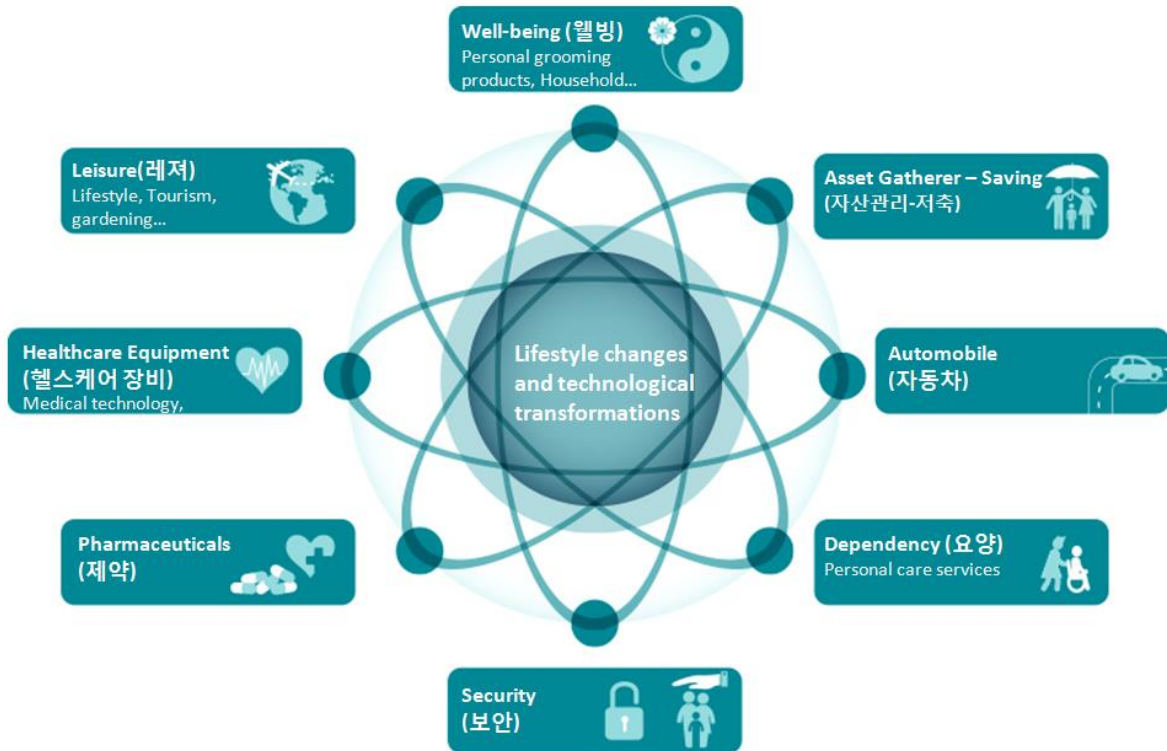 Well-being (웰빙)
Personal grooming
products, Household...
Leisure(레져)
Lifestyle, Tourism,
gardening...
Asset Gatherer – Saving
(자산관리-저축)
Healthcare Equipment
(헬스케어 장비)
Medical technology,
Lifestyle changes
and technological
transformations
Automobile
(자동차)
Pharmaceuticals
(제약)
Dependency (요양)
Personal care services
Security
(보안)